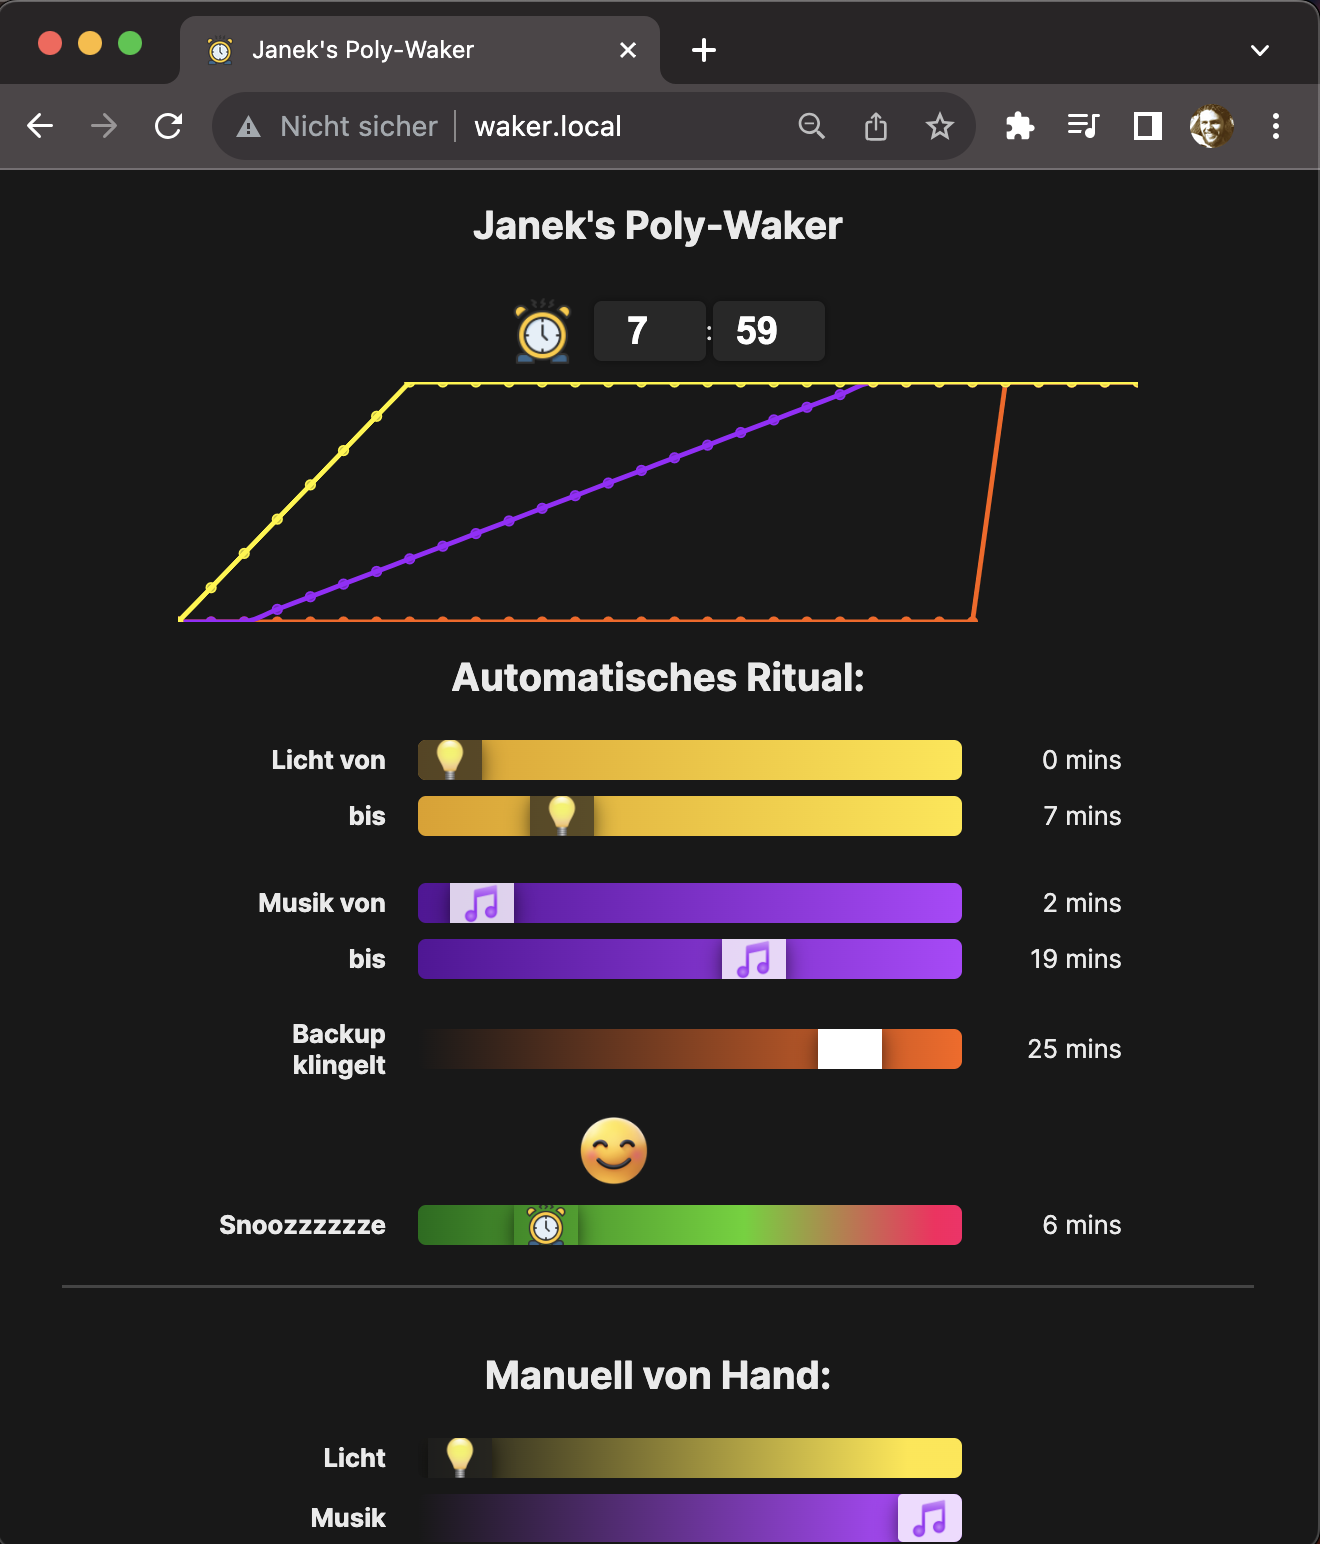 Janek's Poly-Waker
Nicht sicher waker.local
Janek's Poly-Waker
7 : 59
Automatisches Ritual:
Licht von 0 mins
bis 7 mins
Musik von 2 mins
bis 19 mins
Backup
klingelt 25 mins
Snoozzzzzze 6 mins
Manuell von Hand:
Licht
Musik